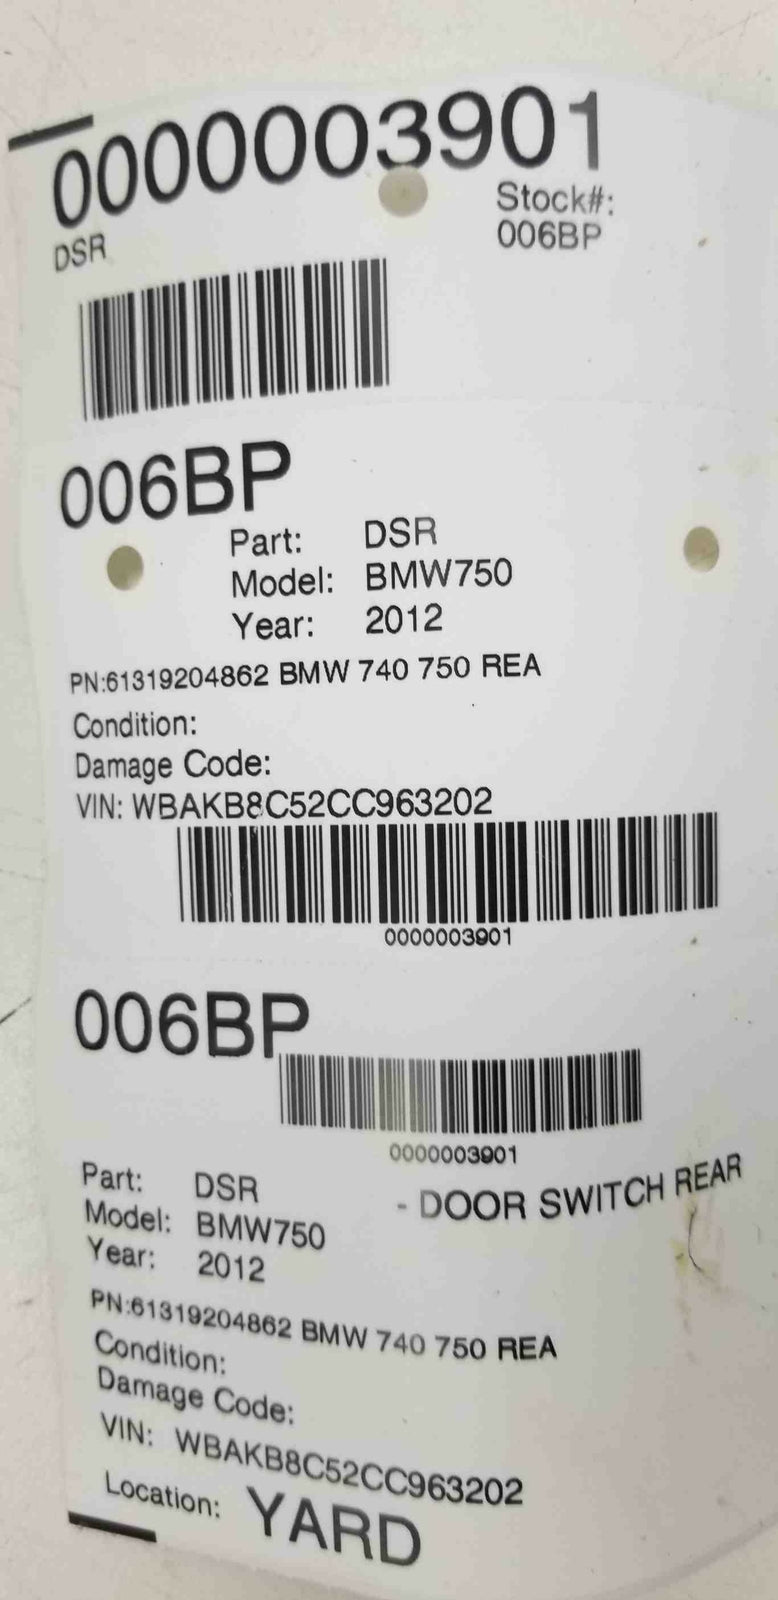 0000003901
DSR
Stock#:
006BP
006BP
Part: DSR
Model: BMW750
Year: 2012
PN:61319204862 BMW 740 750 REA
Condition:
Damage Code:
VIN: WBAKB8C52CC963202
0000003901
006BP
0000003901
Part: DSR - DOOR SWITCH REAR
Model: BMW750
Year: 2012
PN:61319204862 BMW 740 750 REA
Condition:
Damage Code:
VIN: WBAKB8C52CC963202
Location: YARD